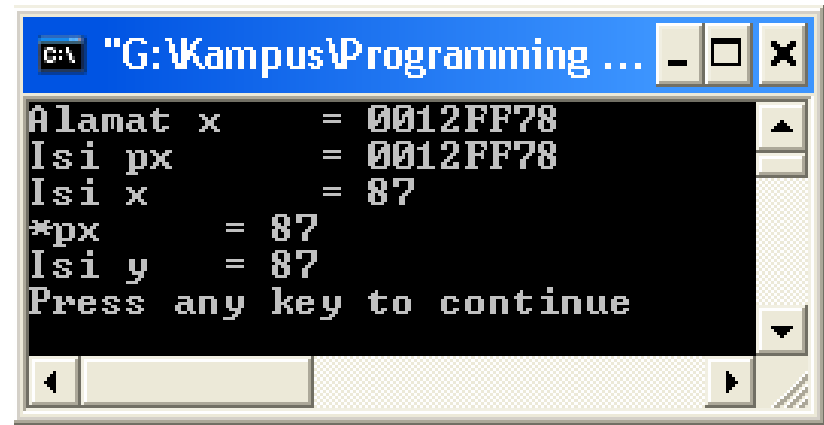 C:\ "G:\Kampus\Programming ...
Alamat x     = 0012FF78
Isi px       = 0012FF78
Isi x        = 87
*px     = 87
Isi y   = 87
Press any key to continue